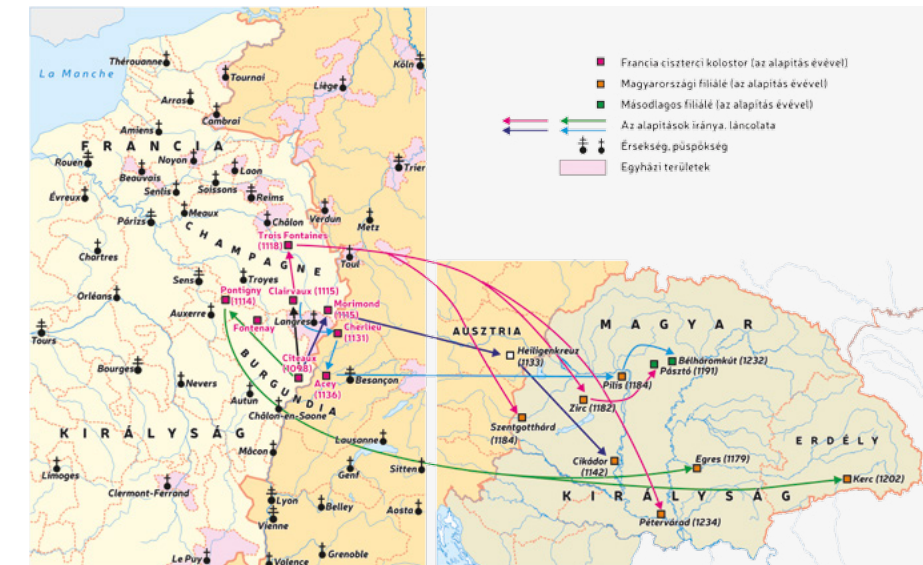 La Manche
Thérouanne
Tournai
Köln
Liège
Arras
Cambrai
Amiens
F R A N C I A
Rouen
Noyon
Laon
Trier
Beauvais
Senlis
Soissons
Reims
Évreux
Meaux
Châlon
Verdun
Párizs
Metz
C H A M P A G N E
Trois Fontaines
(1118)
Toul
Chartres
Sens
Troyes
Clairvaux (1115)
Pontigny
(1114)
Morimond
(1115)
Orléans
Auxerre
Langres
Cherlieu
(1131)
Fontenay
Tours
Citeaux
(1098)
B U R G U N D I A
Acey
(1136)
Besançon
Bourges
Nevers
Autun
Châlon-en-Saone
K I R Á L Y S Á G
Mâcon
Lausanne
Limoges
Genf
Sitten
Clermont-Ferrand
Lyon
Belley
Aosta
Vienne
Le Puy
Grenoble
Valence
Francia ciszterci kolostor (az alapítás évével)
Magyarországi filiálé (az alapítás évével)
Másodlagos filiálé (az alapítás évével)
Az alapítások iránya, láncolata
Érsekség, püspökség
Egyházi területek
AUSZTRIA
M A G Y A R
Heiligenkreuz
(1133)
Bélháromkút (1232)
Pásztó
(1191)
Pilis (1184)
Zirc (1182)
Szentgotthárd
(1184)
E R D É L Y
Cikádor
(1142)
Egres (1179)
Kerc (1202)
K I R Á L Y S Á G
Pétervárad (1234)